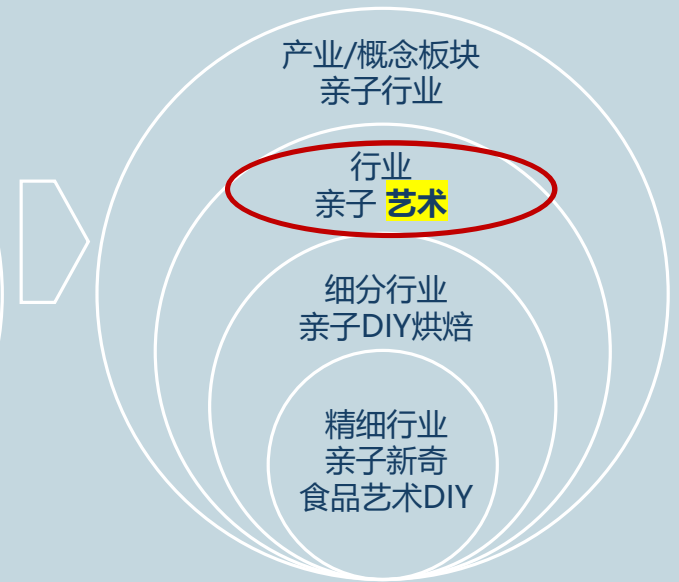 产业/概念板块
亲子行业
行业
亲子 艺术
细分行业
亲子DIY烘焙
精细行业
亲子新奇
食品艺术DIY